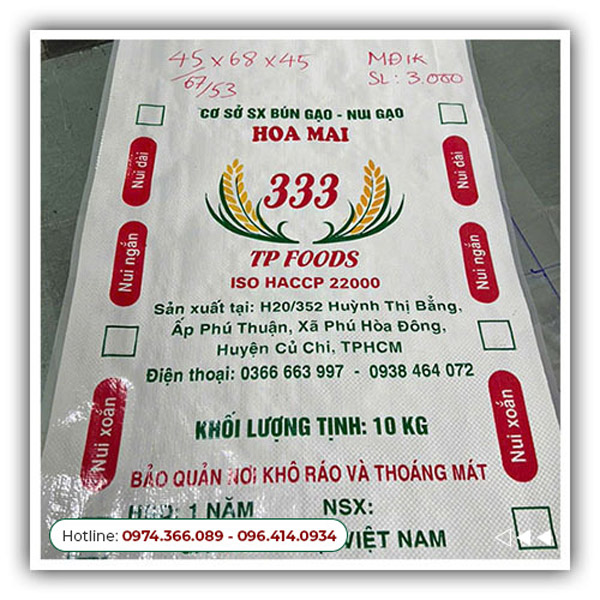 45 x 68 x 45
67/53
MĐIK
SL: 3.000
CƠ SỞ SX BÚN GẠO - NUI GẠO
HOA MAI
Nui dài
Nui dài
333
Nui ngắn
Nui ngắn
TP FOODS
ISO HACCP 22000
Sản xuất tại: H20/352 Huỳnh Thị Bẳng,
Ấp Phú Thuận, Xã Phú Hòa Đông,
Huyện Củ Chi, TPHCM
Điện thoại: 0366 663 997 - 0938 464 072
Nui xoắn
Nui xoắn
KHỐI LƯỢNG TỊNH: 10 KG
BẢO QUẢN NƠI KHÔ RÁO VÀ THOÁNG MÁT
HSD: 1 NĂM NSX:
VIỆT NAM
Hotline: 0974.366.089 - 096.414.0934